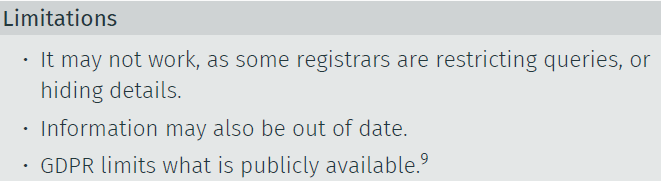 Limitations
· It may not work, as some registrars are restricting queries, or
hiding details.
· Information may also be out of date.
· GDPR limits what is publicly available.⁹